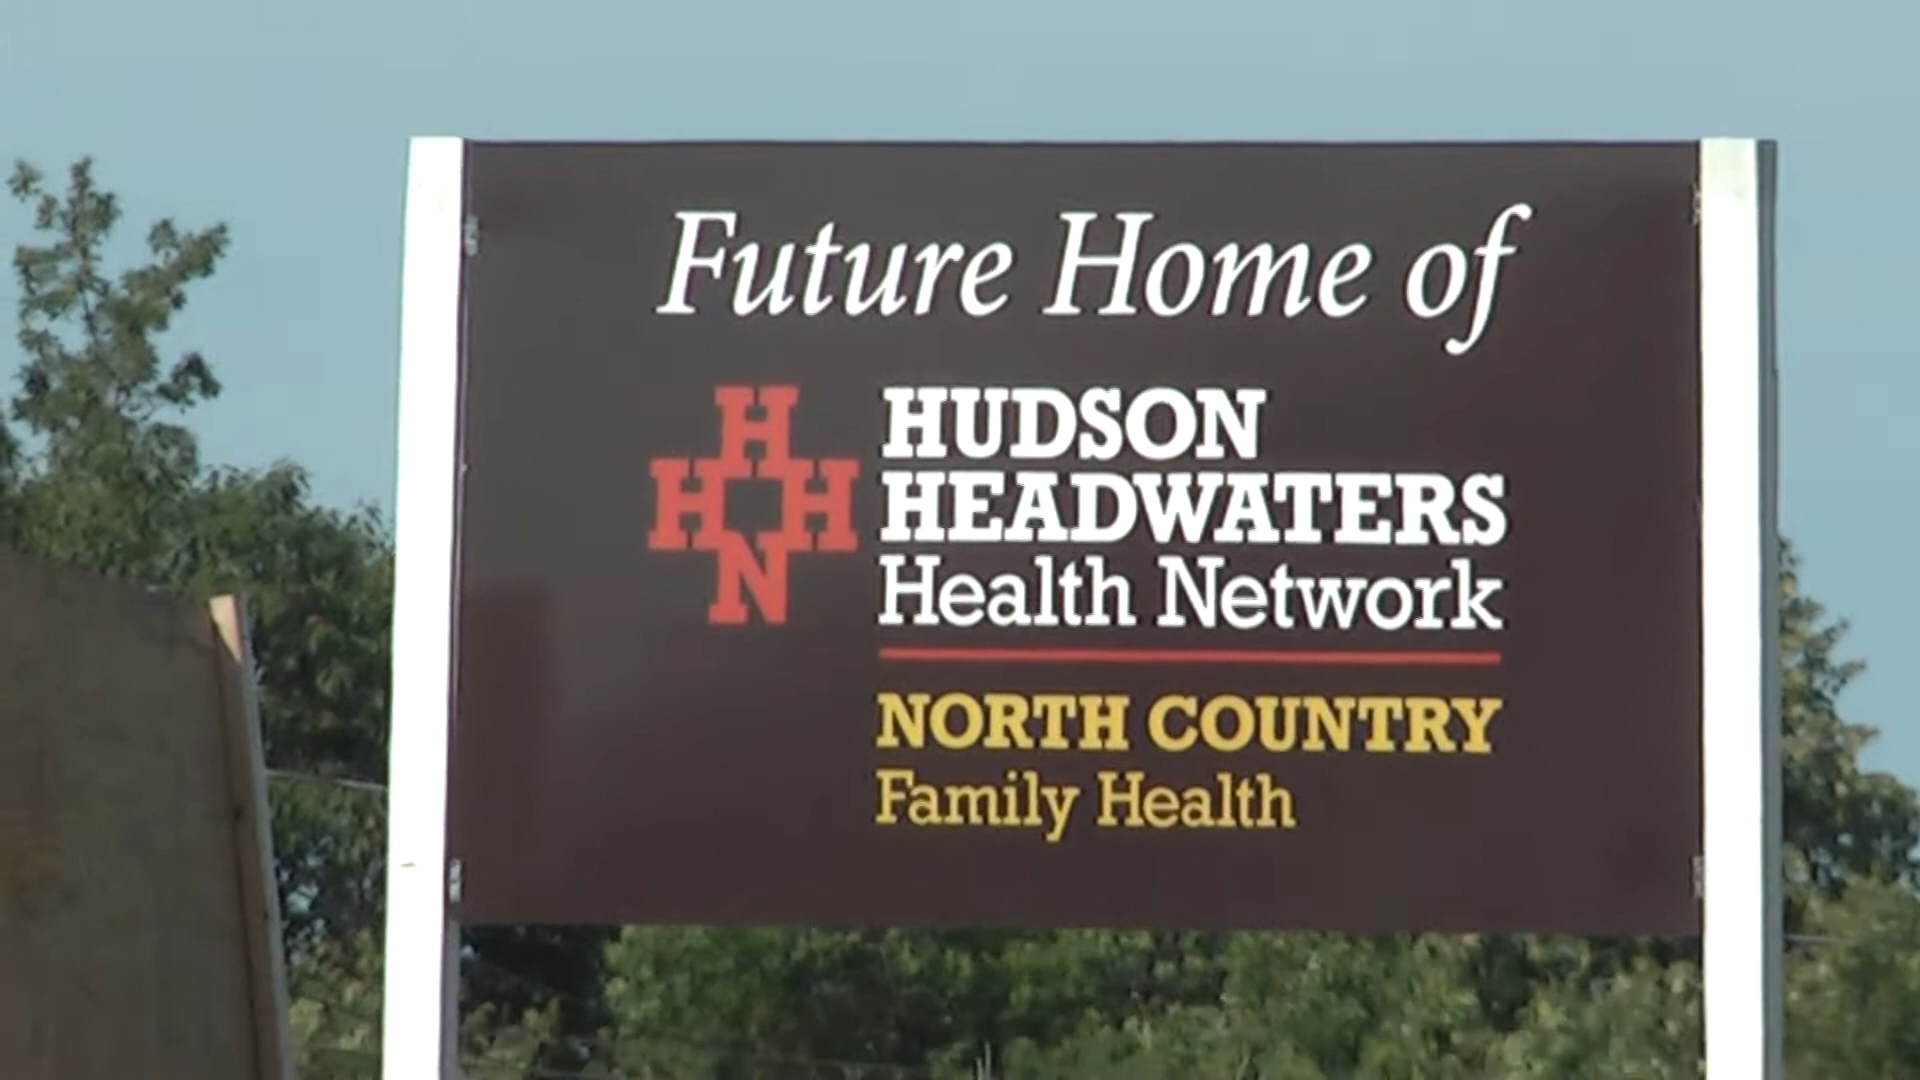 Future Home of
H
H H
N
HUDSON
HEADWATERS
Health Network
NORTH COUNTRY
Family Health